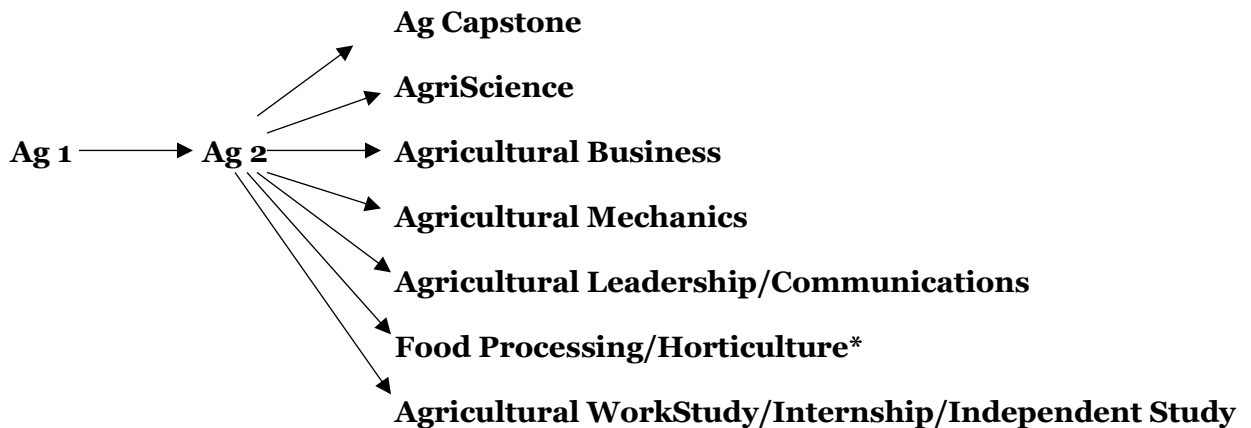 Ag Capstone
AgriScience
Ag 1
Ag 2
Agricultural Business
Agricultural Mechanics
Agricultural Leadership/Communications
Food Processing/Horticulture*
Agricultural WorkStudy/Internship/Independent Study